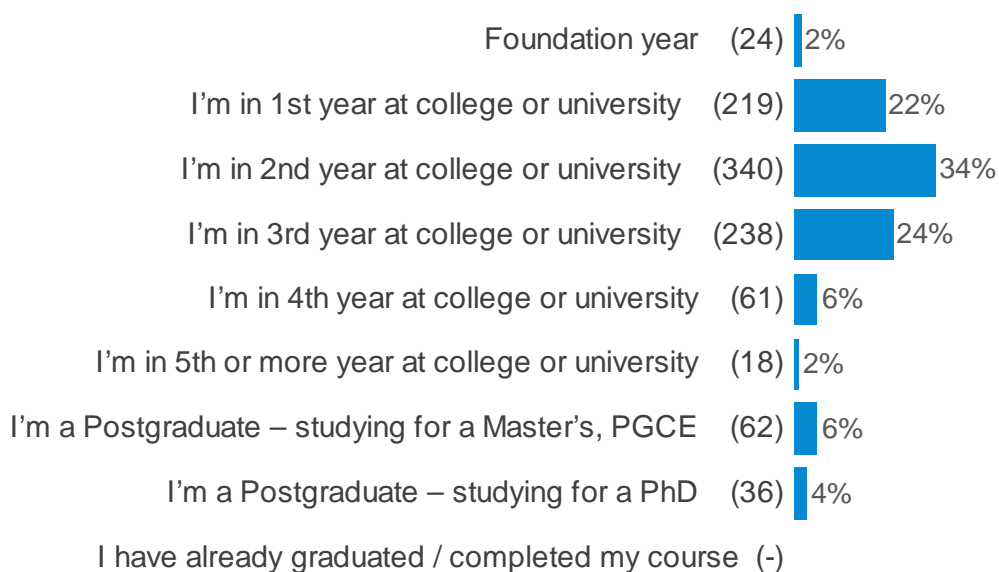 Foundation year (24) 2%
I’m in 1st year at college or university (219) 22%
I’m in 2nd year at college or university (340) 34%
I’m in 3rd year at college or university (238) 24%
I’m in 4th year at college or university (61) 6%
I’m in 5th or more year at college or university (18) 2%
I’m a Postgraduate – studying for a Master’s, PGCE (62) 6%
I’m a Postgraduate – studying for a PhD (36) 4%
I have already graduated / completed my course (-)